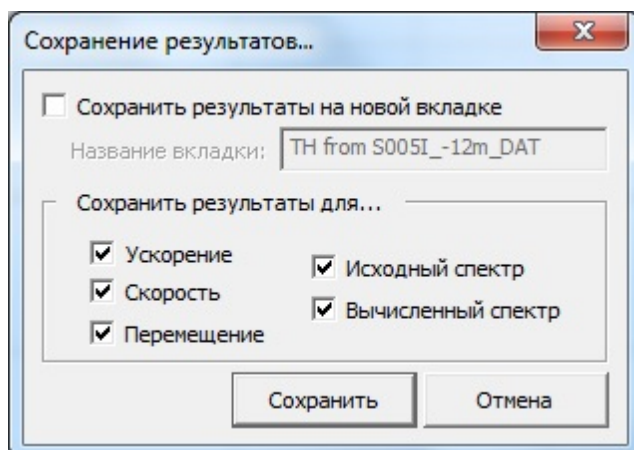 Сохранение результатов...
Сохранить результаты на новой вкладке
Название вкладки: TH from S005I_-12m_DAT
Сохранить результаты для...
Ускорение
Исходный спектр
Скорость
Вычисленный спектр
Перемещение
Сохранить Отмена